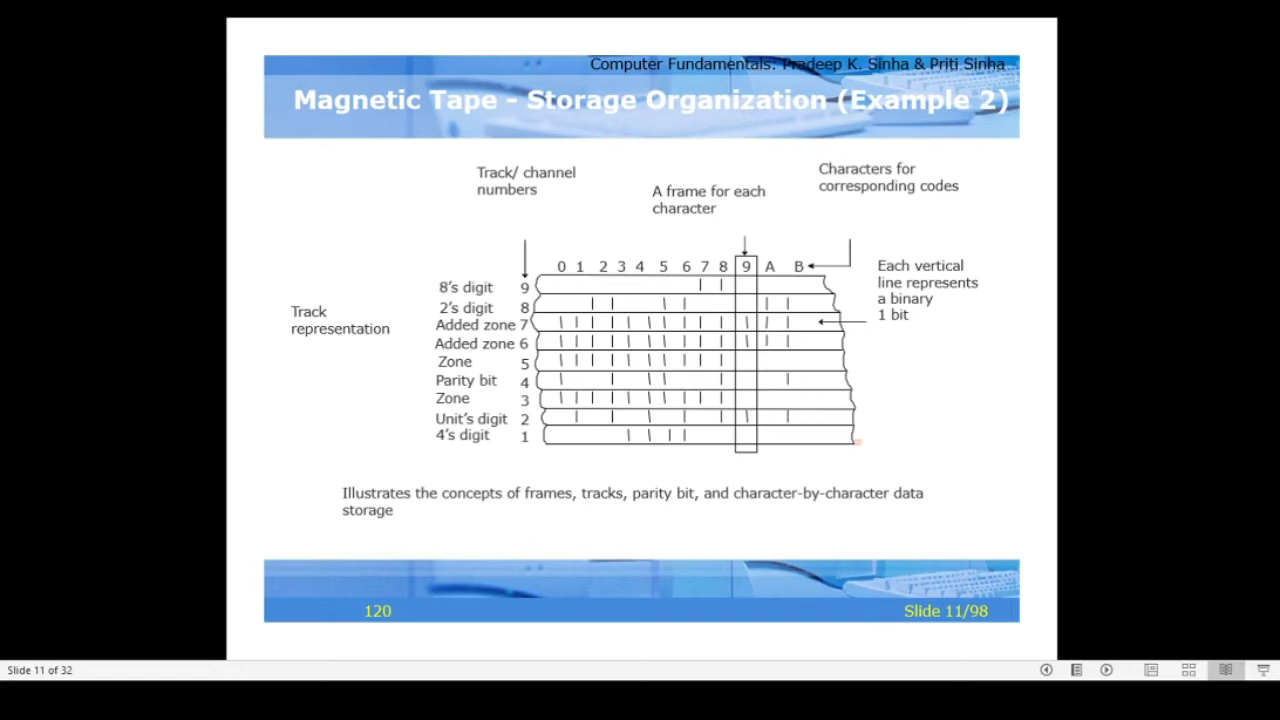 Computer Fundamentals: Pradeep K. Sinha & Priti Sinha
Magnetic Tape - Storage Organization (Example 2)
Track/ channel
numbers
A frame for each
character
Characters for
corresponding codes
0 1 2 3 4 5 6 7 8 9 A B
Each vertical
line represents
a binary
1 bit
Track
representation
8's digit 9
2's digit 8
Added zone 7
Added zone 6
Zone 5
Parity bit 4
Zone 3
Unit's digit 2
4's digit 1
Illustrates the concepts of frames, tracks, parity bit, and character-by-character data
storage
120
Slide 11/98
Slide 11 of 32